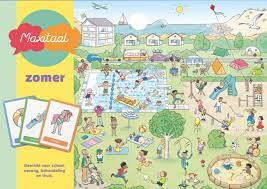 Maxitaal
zomer
Geschikt voor school,
opvang, behandeling
en thuis.